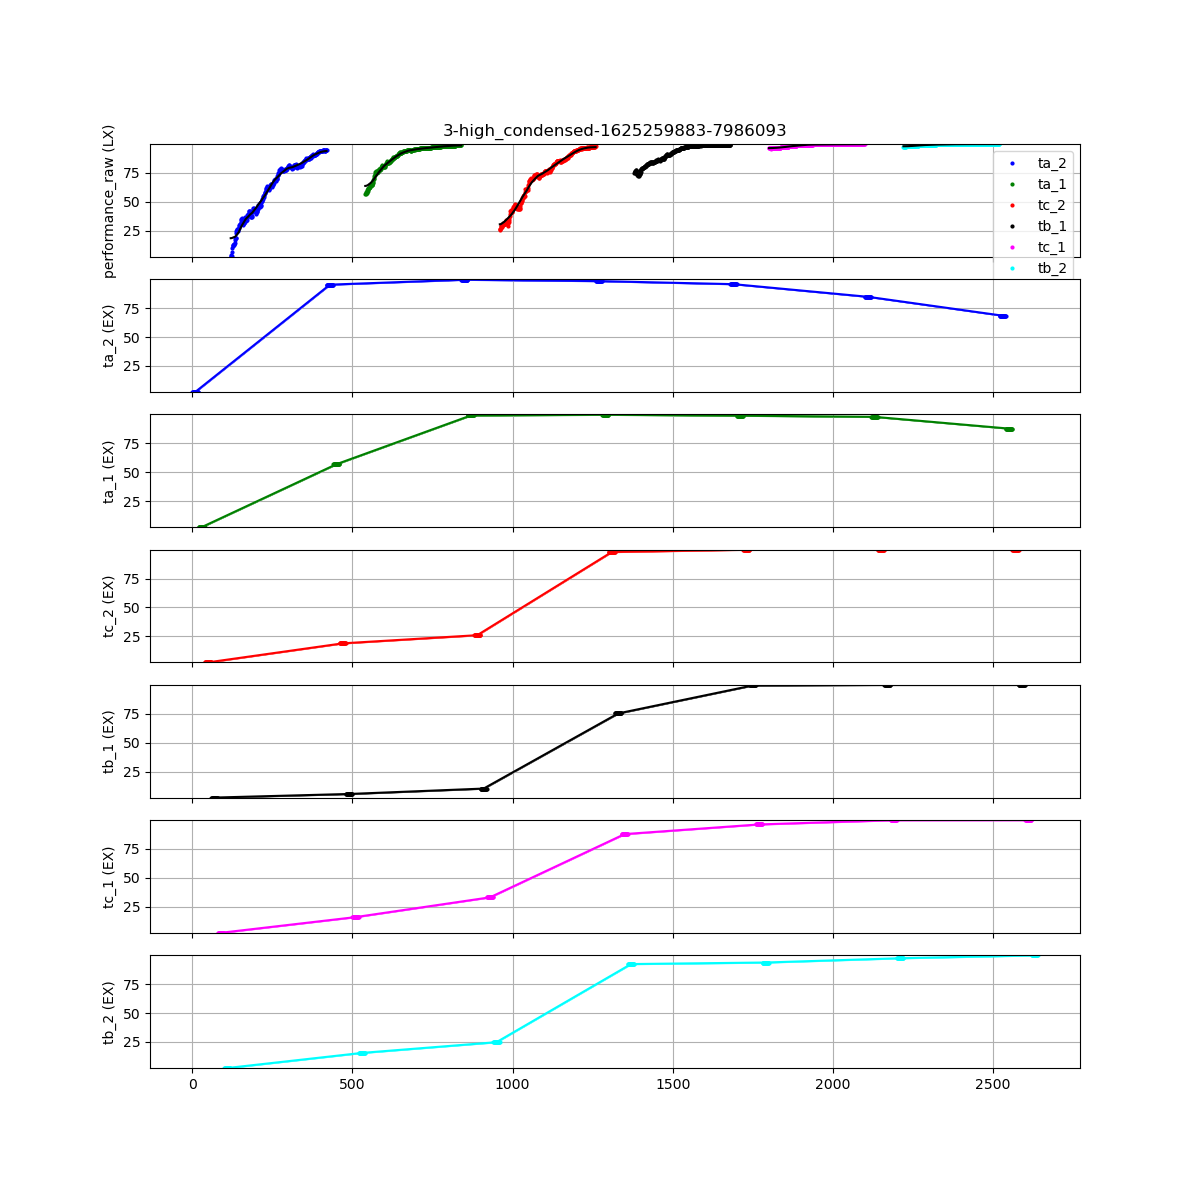 3-high_condensed-1625259883-7986093
performance_raw (LX)
75
50
25
ta_2
ta_1
tc_2
tb_1
tc_1
tb_2
ta_2 (EX)
75
50
25
ta_1 (EX)
75
50
25
tc_2 (EX)
75
50
25
tb_1 (EX)
75
50
25
tc_1 (EX)
75
50
25
tb_2 (EX)
75
50
25
0 500 1000 1500 2000 2500